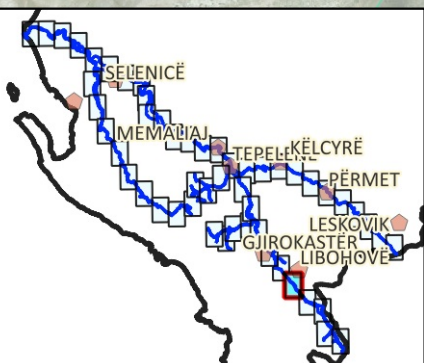 SELENICË
MEMALIAJ
TEPELENË
KËLCYRË
PËRMET
LESKOVIK
GJIROKASTËR
LIBOHOVË